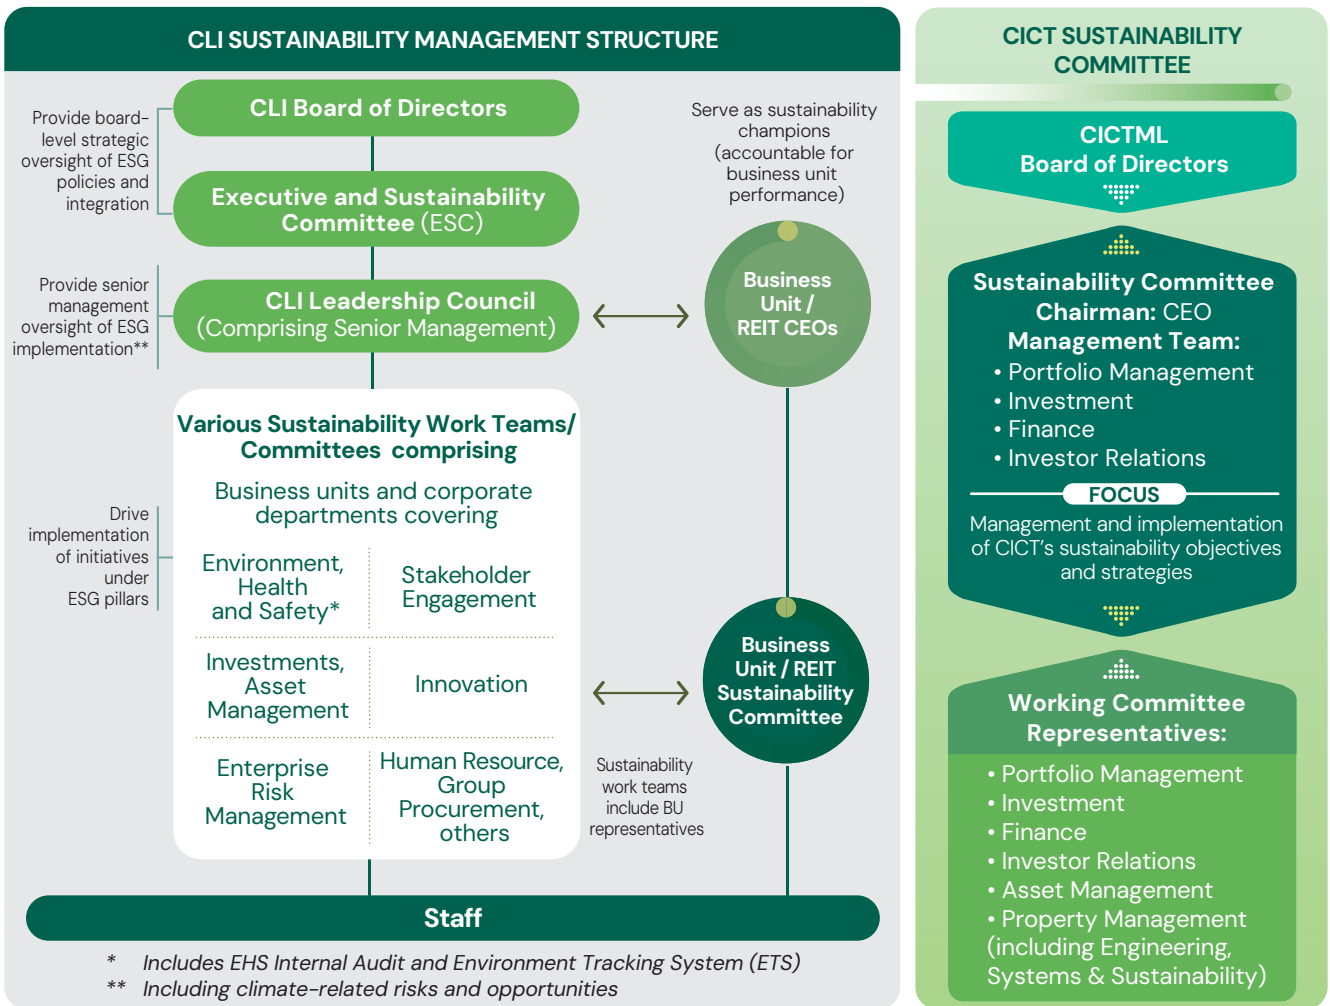 CLI SUSTAINABILITY MANAGEMENT STRUCTURE
Provide board-
level strategic
oversight of ESG
policies and
integration
CLI Board of Directors
Executive and Sustainability
Committee (ESC)
Provide senior
management
oversight of ESG
implementation**
CLI Leadership Council
(Comprising Senior Management)
Serve as sustainability
champions
(accountable for
business unit
performance)
Business
Unit /
REIT CEOs
Drive
implementation
of initiatives
under
ESG pillars
Various Sustainability Work Teams/
Committees comprising
Business units and corporate
departments covering
Environment,
Health
and Safety*
Stakeholder
Engagement
Investments,
Asset
Management
Innovation
Enterprise
Risk
Management
Human Resource,
Group
Procurement,
others
Business
Unit / REIT
Sustainability
Committee
Sustainability
work teams
include BU
representatives
Staff
* Includes EHS Internal Audit and Environment Tracking System (ETS)
** Including climate-related risks and opportunities
CICT SUSTAINABILITY
COMMITTEE
CICTML
Board of Directors
Sustainability Committee
Chairman: CEO
Management Team:
• Portfolio Management
• Investment
• Finance
• Investor Relations
FOCUS
Management and implementation
of CICT's sustainability objectives
and strategies
Working Committee
Representatives:
• Portfolio Management
• Investment
• Finance
• Investor Relations
• Asset Management
• Property Management
(including Engineering,
Systems & Sustainability)